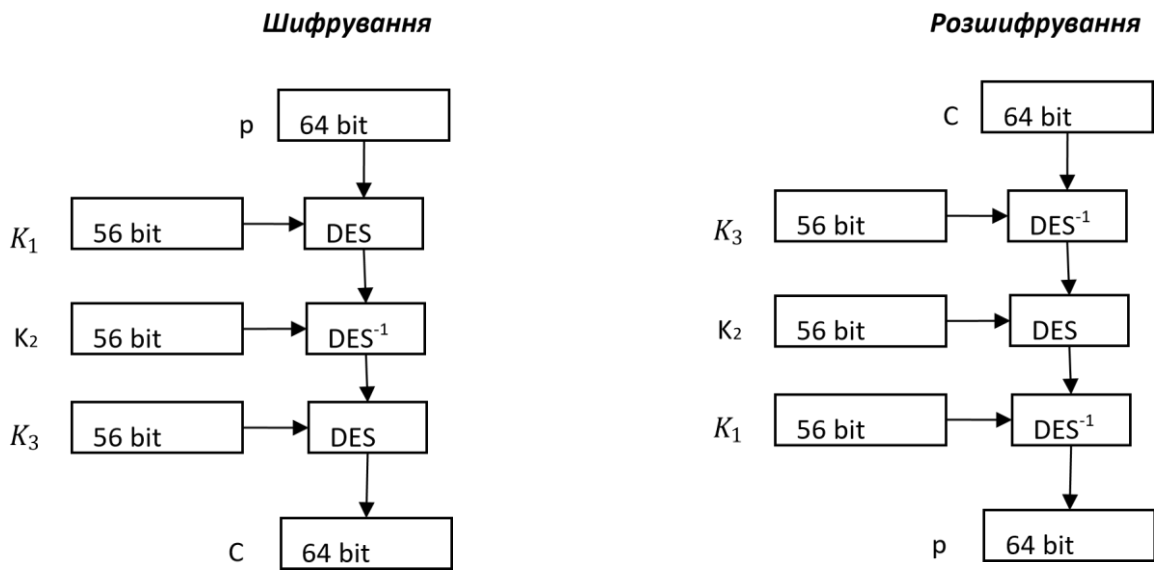 Шифрування
p 64 bit
K₁ 56 bit DES
K₂ 56 bit DES⁻¹
K₃ 56 bit DES
C 64 bit
Розшифрування
C 64 bit
K₃ 56 bit DES⁻¹
K₂ 56 bit DES
K₁ 56 bit DES⁻¹
p 64 bit